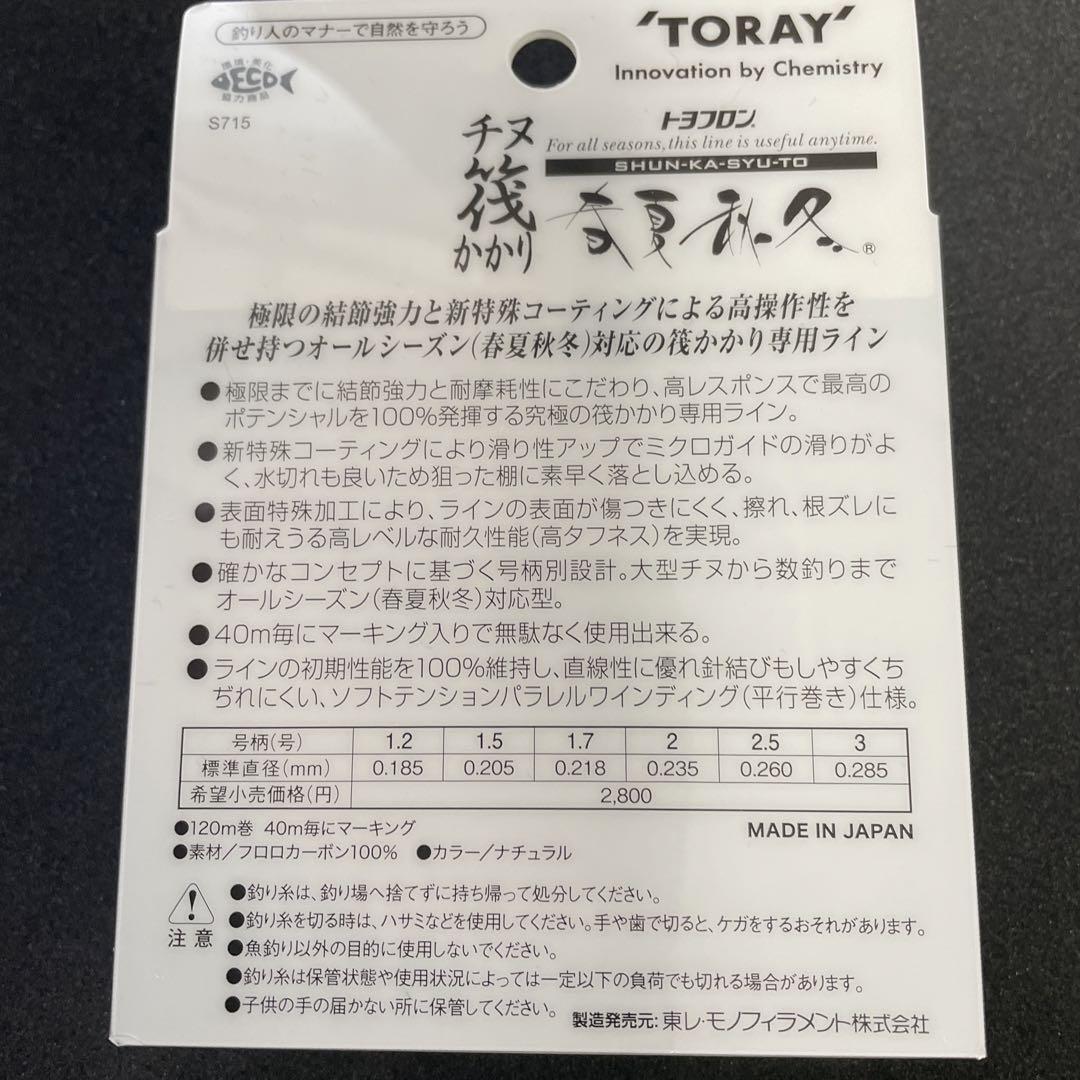 釣り人のマナーで自然を守ろう
環境・美化
ECO
協力商品
S715
'TORAY'
Innovation by Chemistry
トヨフロン®
For all seasons, this line is useful anytime.
SHUN-KA-SYU-TO
チヌ
筏
かかり
春夏秋冬®
極限の結節強力と新特殊コーティングによる高操作性を
併せ持つオールシーズン(春夏秋冬)対応の筏かかり専用ライン
●極限までに結節強力と耐摩耗性にこだわり、高レスポンスで最高の
ポテンシャルを100%発揮する究極の筏かかり専用ライン。
●新特殊コーティングにより滑り性アップでミクロガイドの滑りがよ
く、水切れも良いため狙った棚に素早く落とし込める。
●表面特殊加工により、ラインの表面が傷つきにくく、擦れ、根ズレに
も耐えうる高レベルな耐久性能(高タフネス)を実現。
●確かなコンセプトに基づく号柄別設計。大型チヌから数釣りまで
オールシーズン(春夏秋冬)対応型。
●40m毎にマーキング入りで無駄なく使用出来る。
●ラインの初期性能を100%維持し、直線性に優れ針結びもしやすくち
ぢれにくい、ソフトテンションパラレルワインディング(平行巻き)仕様。
号柄(号) 1.2 1.5 1.7 2 2.5 3
標準直径(mm) 0.185 0.205 0.218 0.235 0.260 0.285
希望小売価格(円) 2,800
●120m巻 40m毎にマーキング
MADE IN JAPAN
●素材/フロロカーボン100% ●カラー/ナチュラル
注意
●釣り糸は、釣り場へ捨てずに持ち帰って処分してください。
●釣り糸を切る時は、ハサミなどを使用してください。手や歯で切ると、ケガをするおそれがあります。
●魚釣り以外の目的に使用しないでください。
●釣り糸は保管状態や使用状況によっては一定以下の負荷でも切れる場合があります。
●子供の手の届かない所に保管してください。
製造発売元:東レ・モノフィラメント株式会社